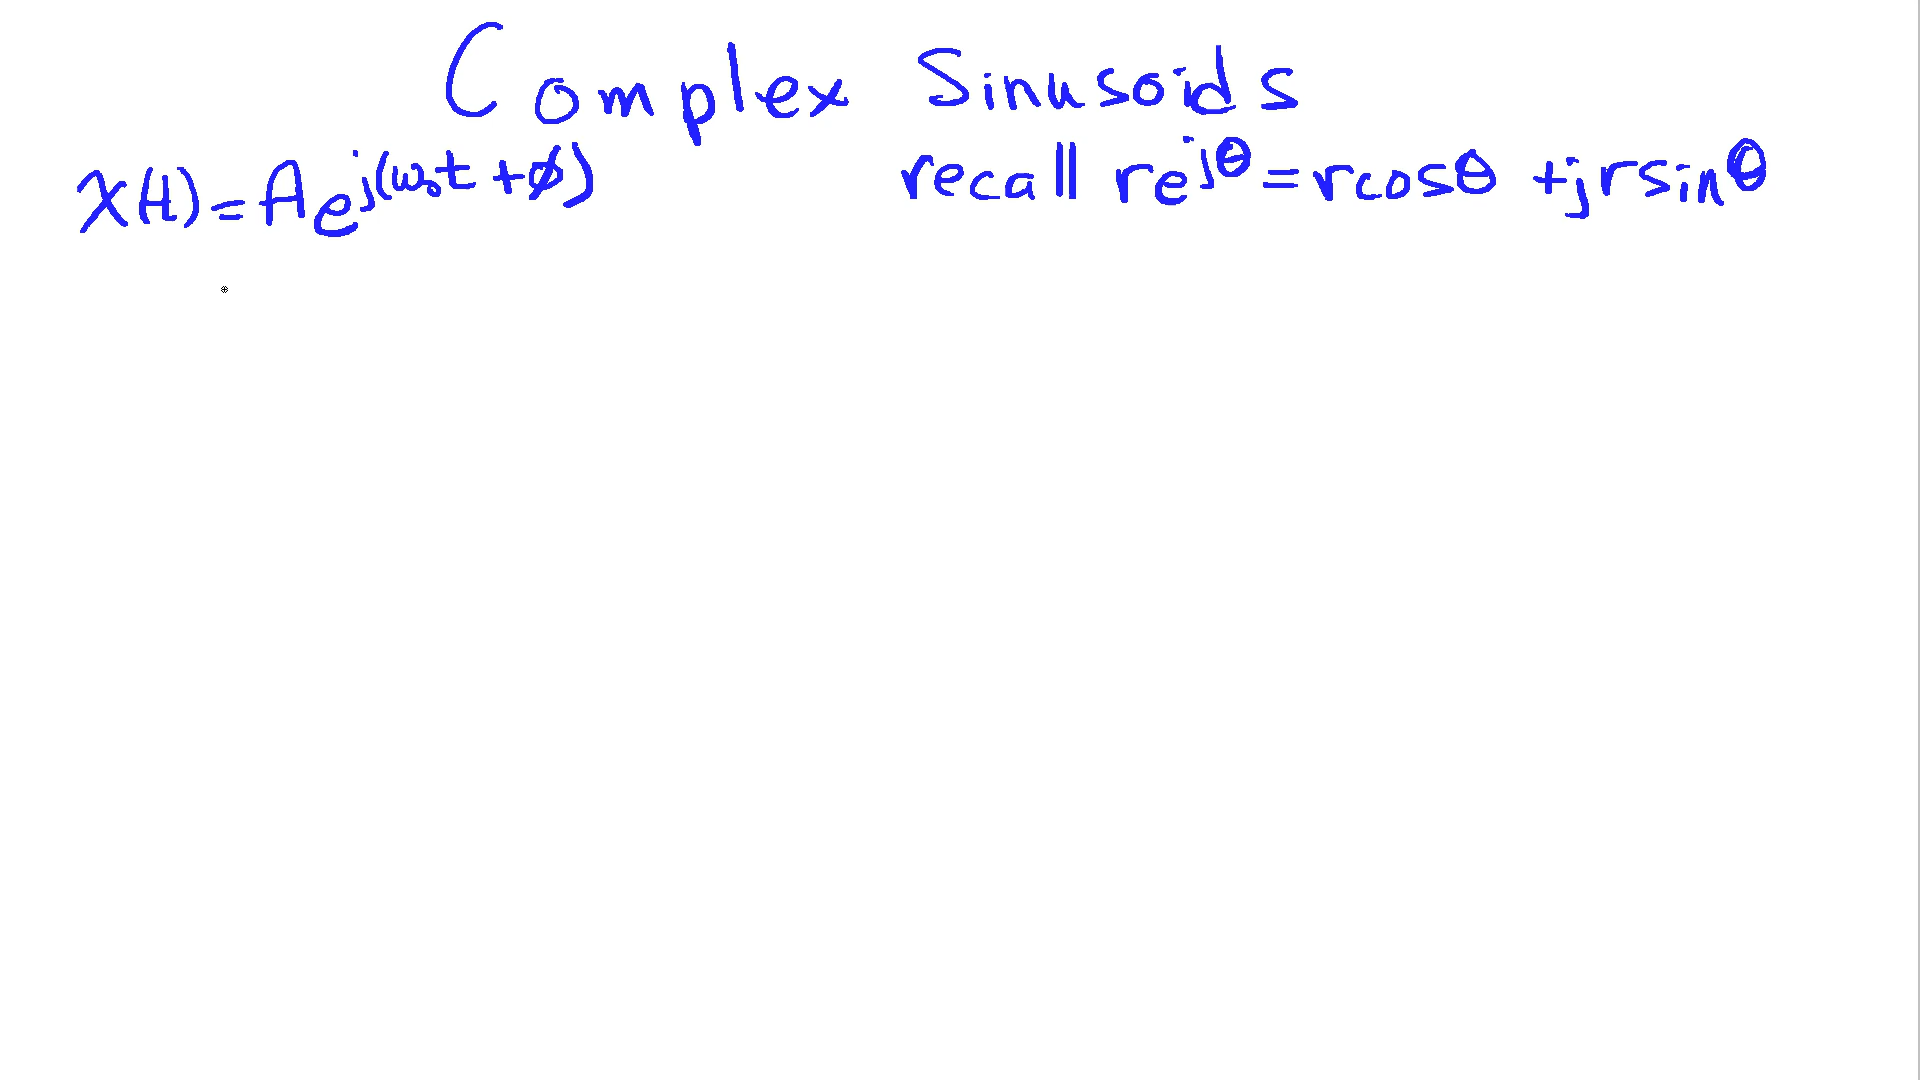 Complex Sinusoids
x(t) = Ae^{j(ω₀t + φ)} recall re^{jθ} = rcosθ + jrsinθ